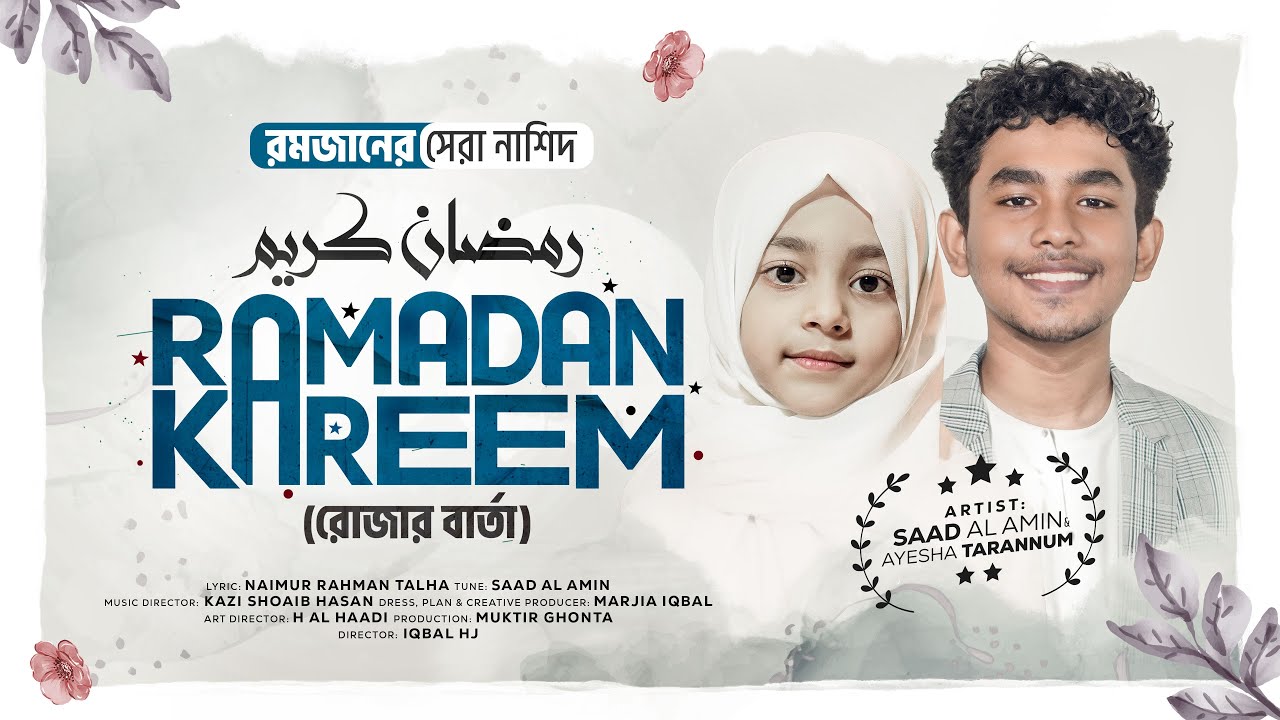 রমজানের সেরা নাশিদ
رمضان كريم
RAMADAN
KAREEM
(রোজার বার্তা)
LYRIC: NAIMUR RAHMAN TALHA TUNE: SAAD AL AMIN
MUSIC DIRECTOR: KAZI SHOAIB HASAN DRESS, PLAN & CREATIVE PRODUCER: MARJIA IQBAL
ART DIRECTOR: H AL HAADI PRODUCTION: MUKTIR GHONTA
DIRECTOR: IQBAL HJ
ARTIST:
SAAD AL AMIN &
AYESHA TARANNUM